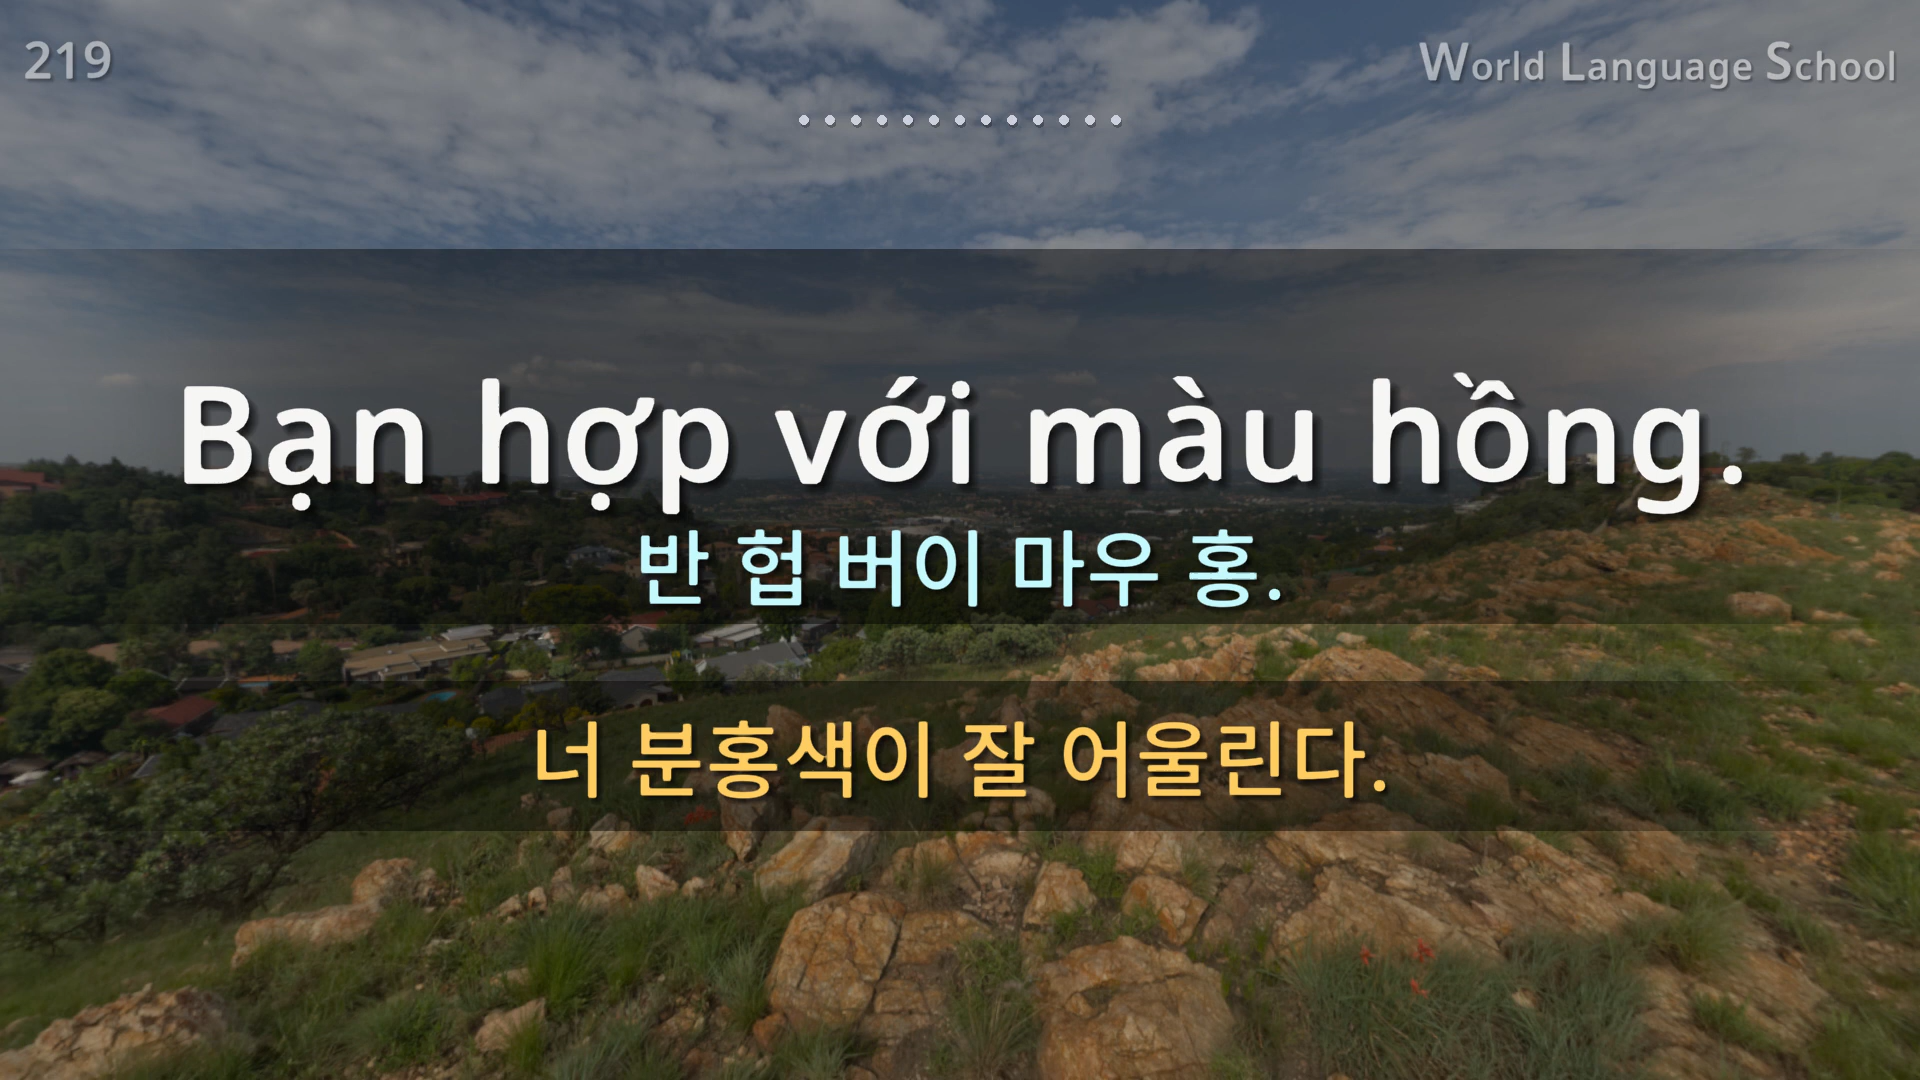 219
World Language School
Bạn hợp với màu hồng.
반 헙 버이 마우 홍.
너 분홍색이 잘 어울린다.